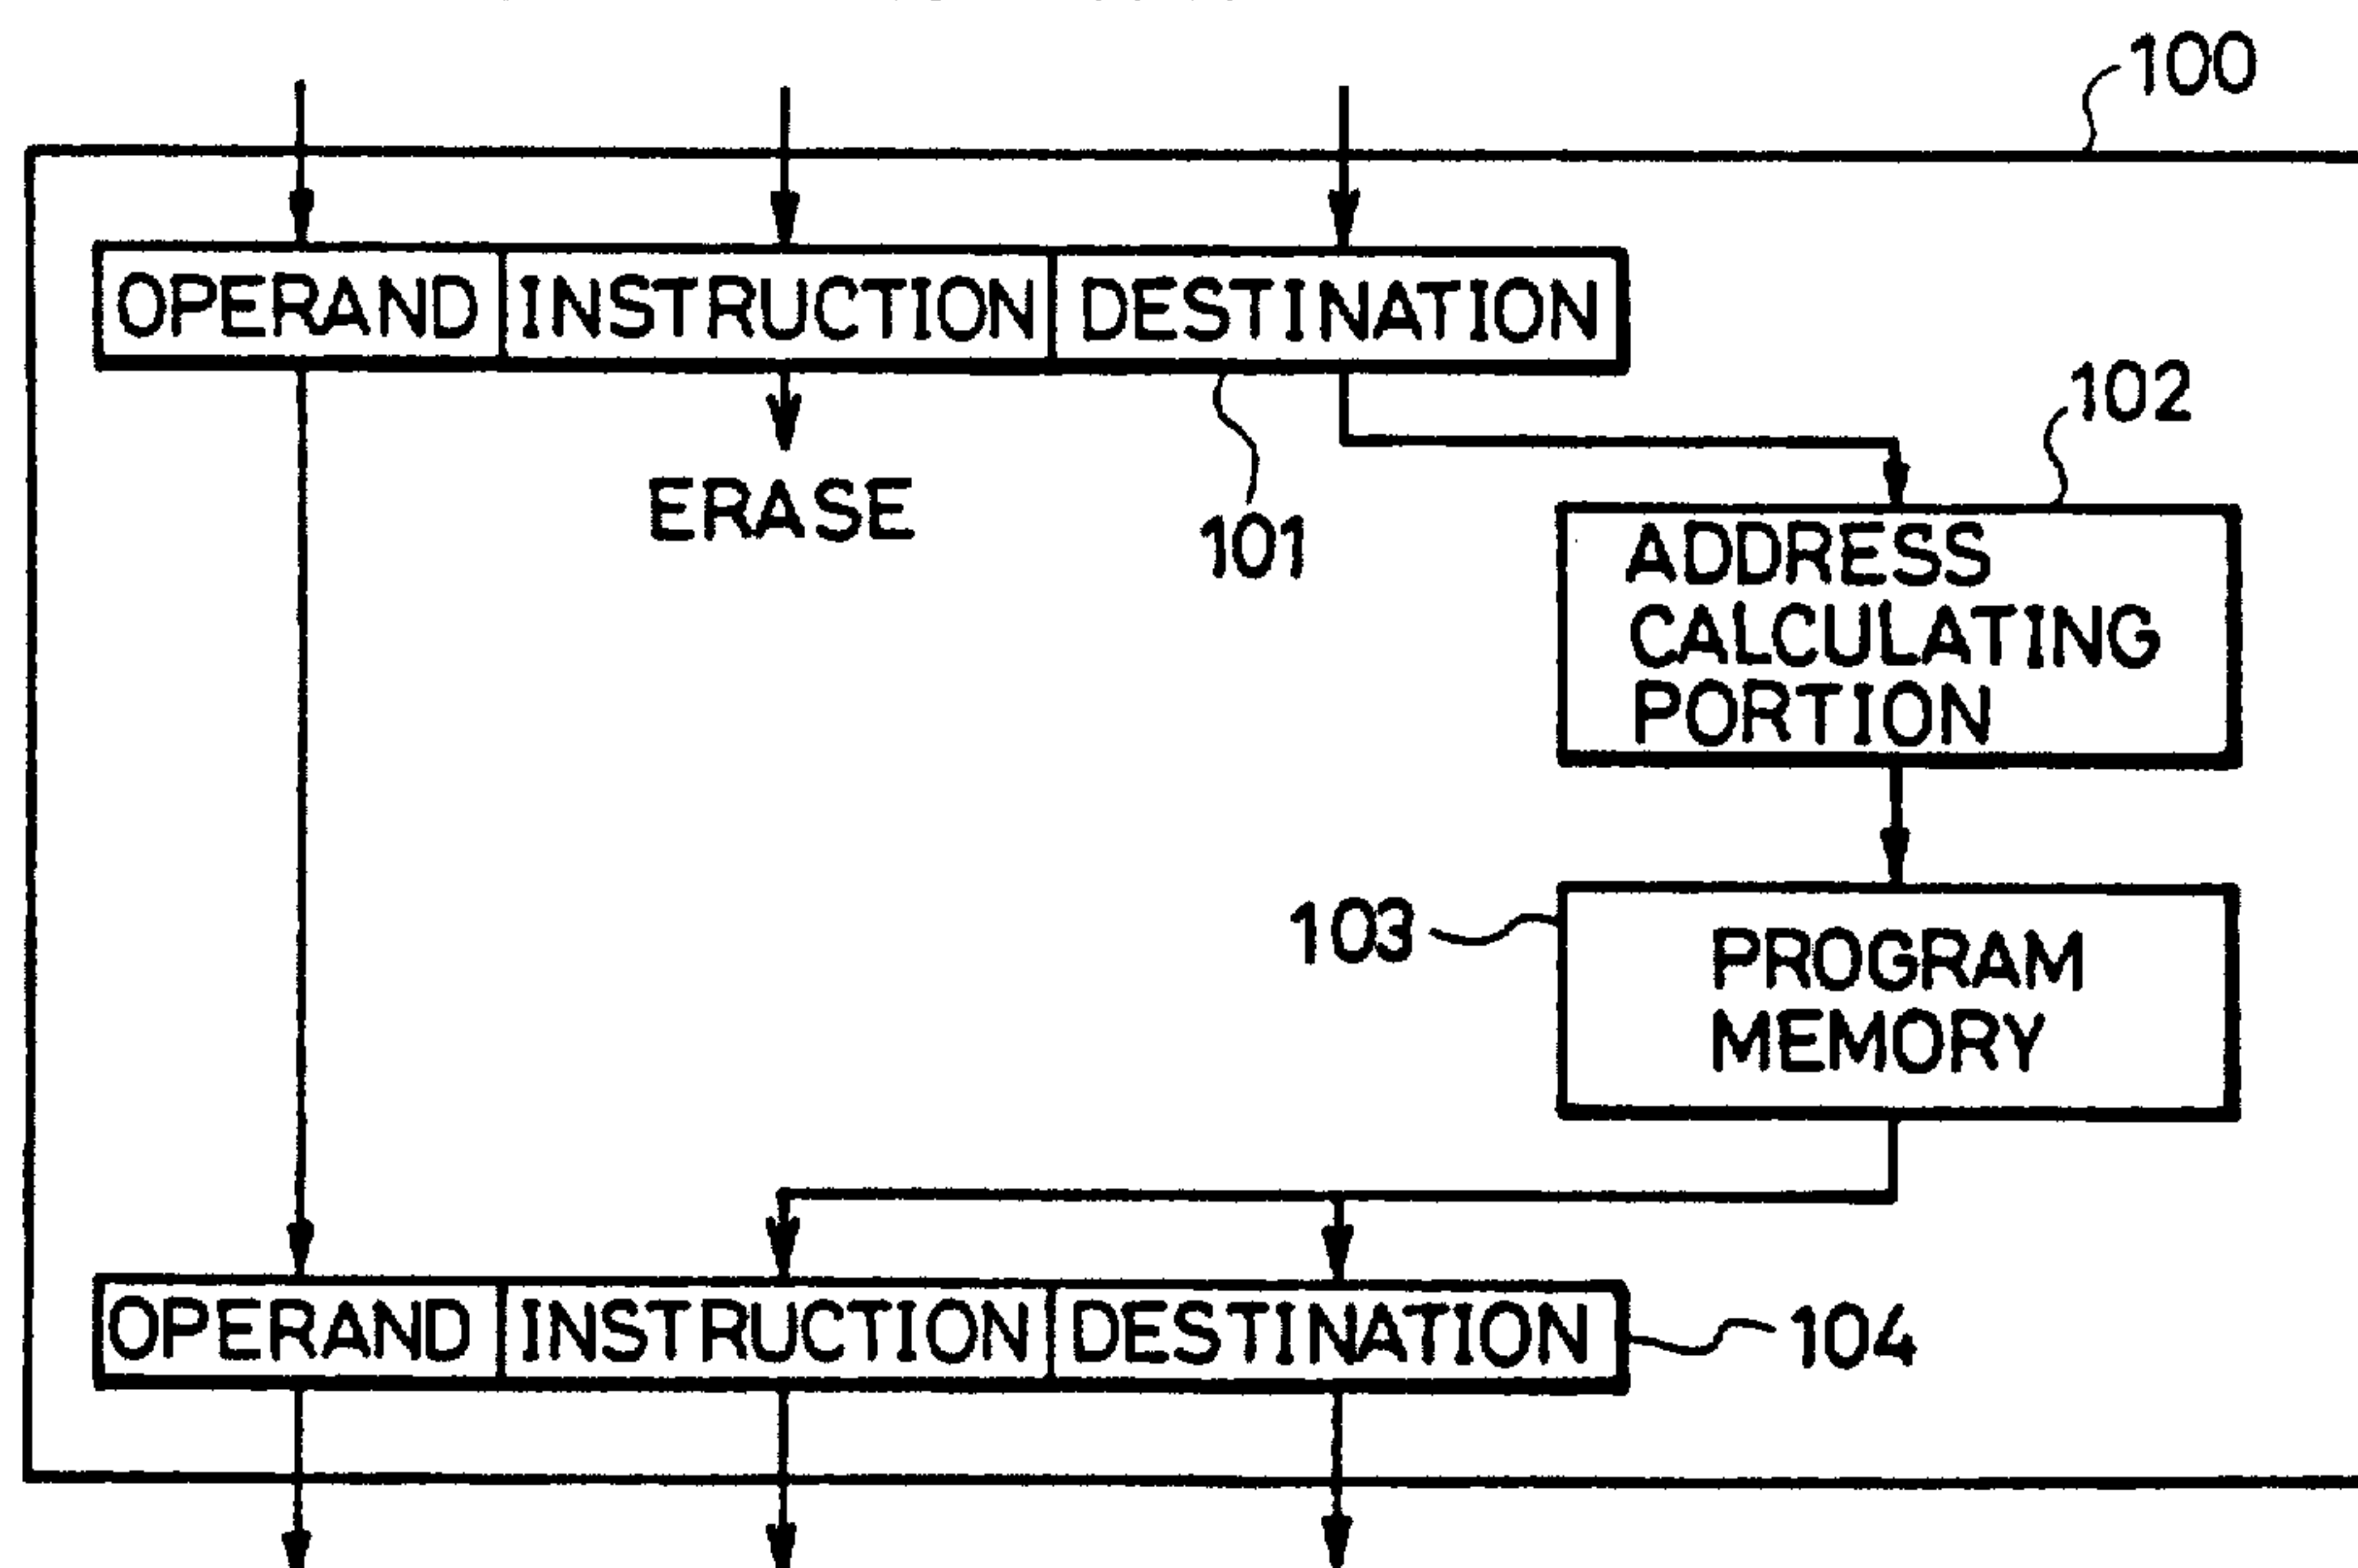 100
OPERAND INSTRUCTION DESTINATION
102
ERASE
101
ADDRESS
CALCULATING
PORTION
103
PROGRAM
MEMORY
OPERAND INSTRUCTION DESTINATION
104